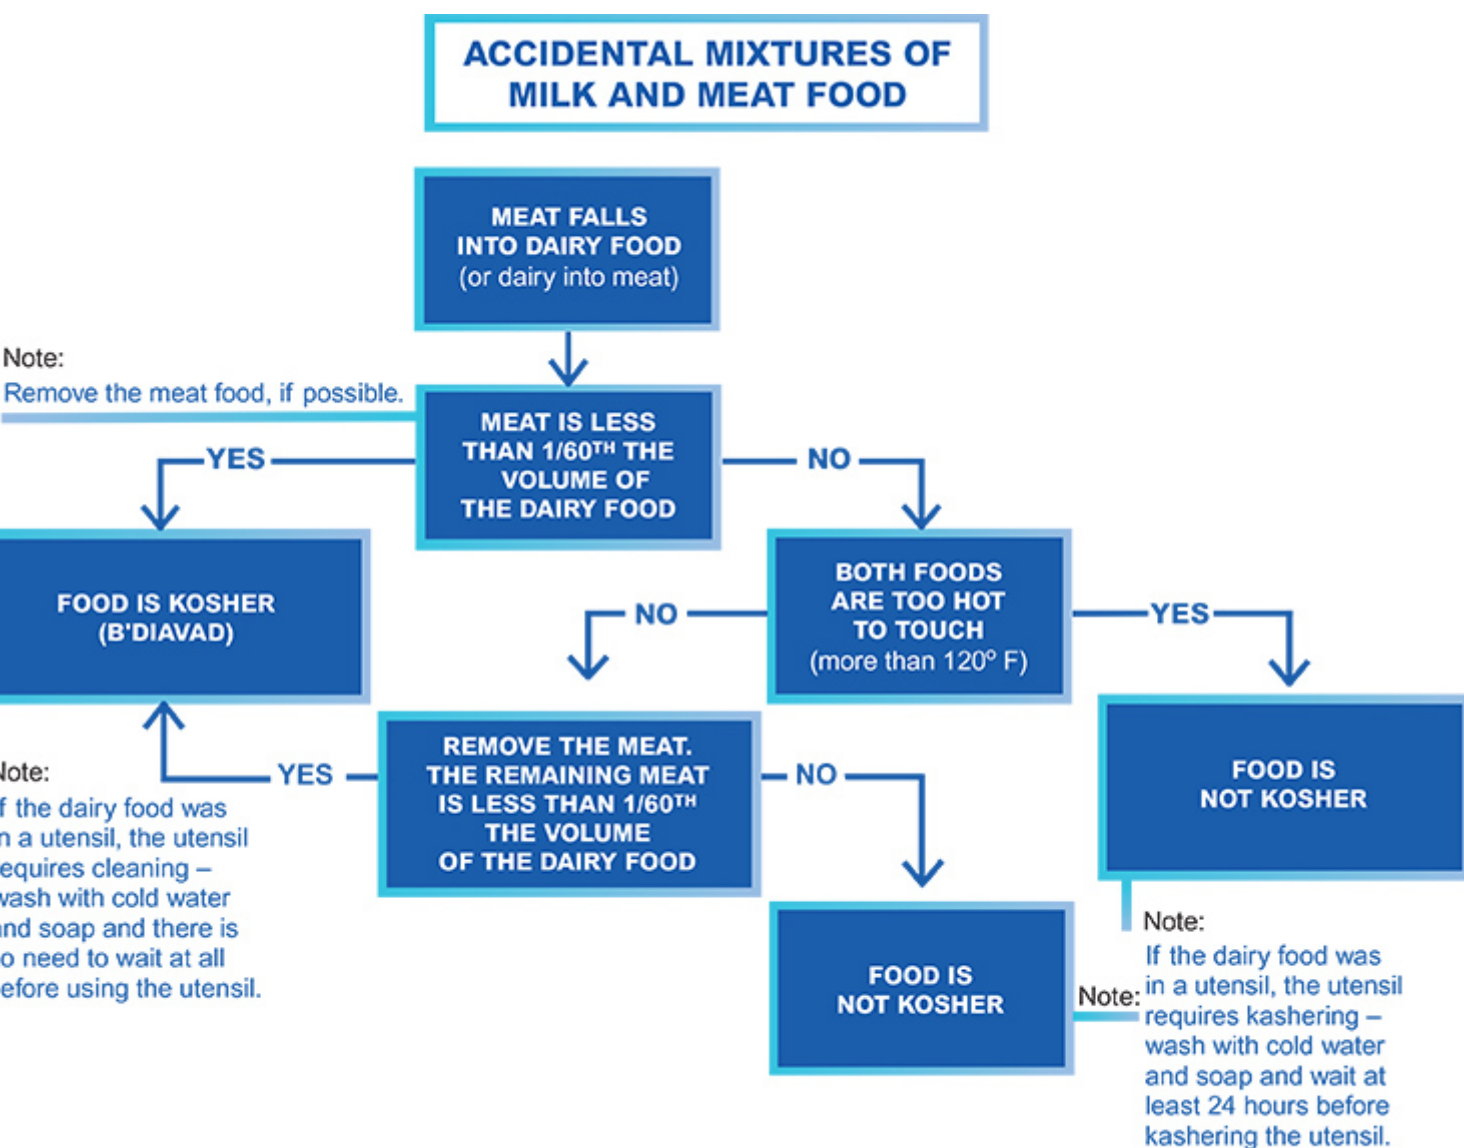 ACCIDENTAL MIXTURES OF
MILK AND MEAT FOOD
MEAT FALLS
INTO DAIRY FOOD
(or dairy into meat)
Note:
Remove the meat food, if possible.
MEAT IS LESS
THAN 1/60TH THE
VOLUME OF
THE DAIRY FOOD
YES
NO
FOOD IS KOSHER
(B'DIAVAD)
BOTH FOODS
ARE TOO HOT
TO TOUCH
(more than 120º F)
NO
YES
REMOVE THE MEAT.
THE REMAINING MEAT
IS LESS THAN 1/60TH
THE VOLUME
OF THE DAIRY FOOD
YES
NO
FOOD IS
NOT KOSHER
Note:
f the dairy food was
n a utensil, the utensil
equires cleaning –
wash with cold water
and soap and there is
o need to wait at all
efore using the utensil.
FOOD IS
NOT KOSHER
Note:
Note:
If the dairy food was
in a utensil, the utensil
requires kashering –
wash with cold water
and soap and wait at
least 24 hours before
kashering the utensil.